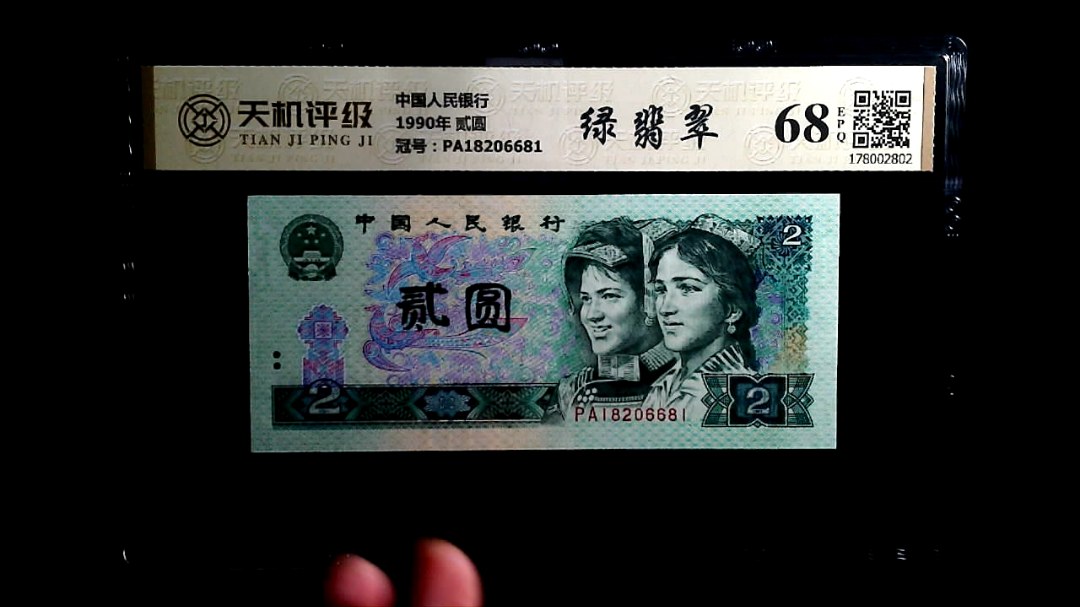 天机评级
TIAN JI PING JI
中国人民银行
1990年 贰圆
冠号：PA18206681
绿翡翠
68
EPQ
178002802
中国人民银行
2
贰圆
2
PA18206681
2